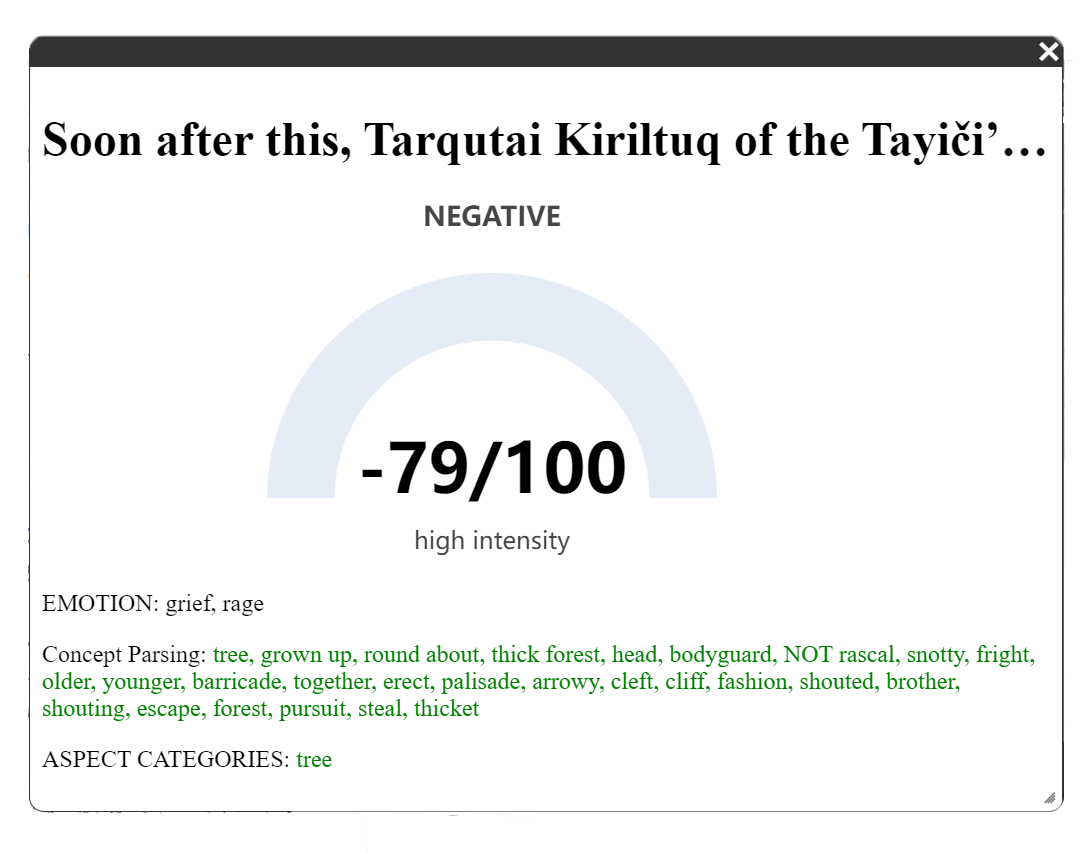 Soon after this, Tarqutai Kiriltuq of the Tayiči’…
NEGATIVE
-79/100
high intensity
EMOTION: grief, rage
Concept Parsing: tree, grown up, round about, thick forest, head, bodyguard, NOT rascal, snotty, fright,
older, younger, barricade, together, erect, palisade, arrowy, cleft, cliff, fashion, shouted, brother,
shouting, escape, forest, pursuit, steal, thicket
ASPECT CATEGORIES: tree